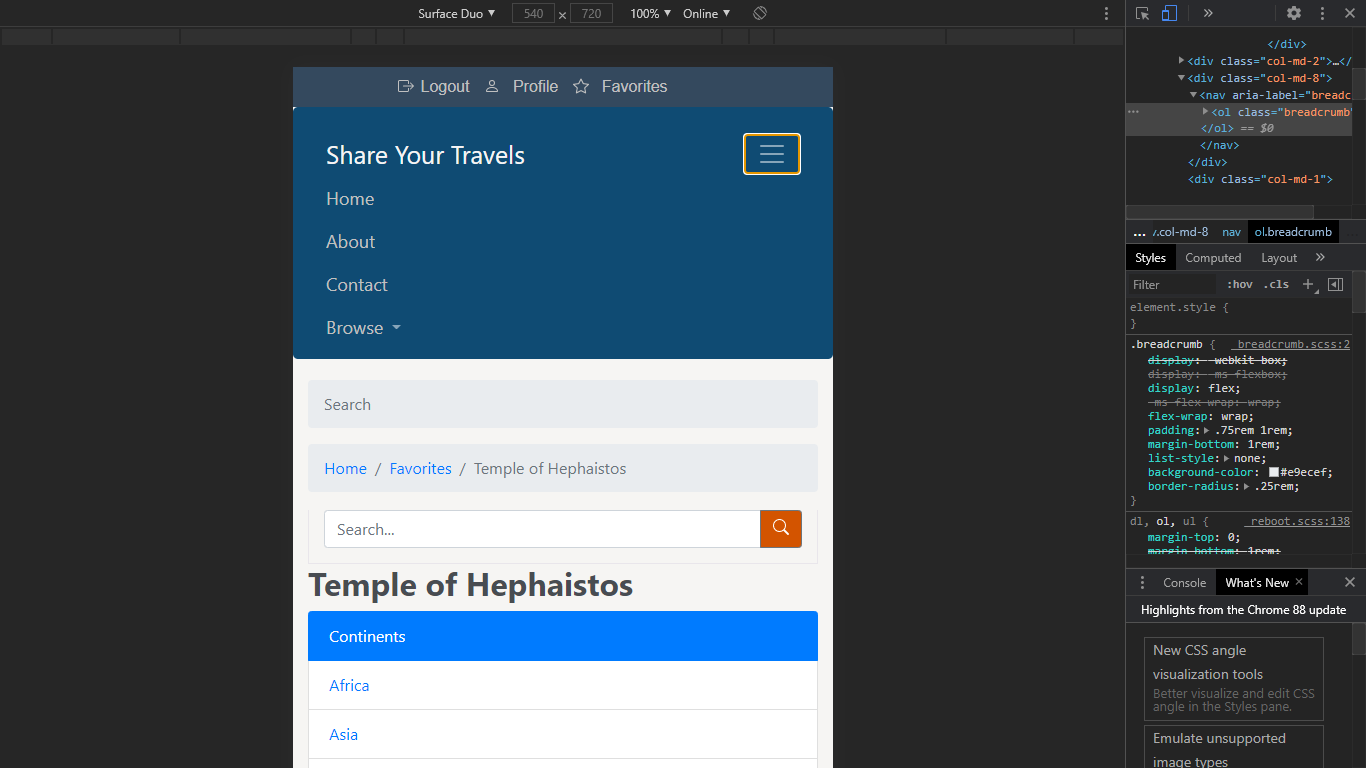 Surface Duo ▼ 540 x 720 100% ▼ Online ▼
Logout Profile Favorites
Share Your Travels
Home
About
Contact
Browse
Search
Home / Favorites / Temple of Hephaistos
Search...
Temple of Hephaistos
Continents
Africa
Asia
</div>
<div class="col-md-2">…</
<div class="col-md-8">
<nav aria-label="breadc
<ol class="breadcrumb"
</ol> == $0
</nav>
</div>
<div class="col-md-1">
... .col-md-8 nav ol.breadcrumb
Styles Computed Layout »
Filter :hov .cls +
element.style {
}
.breadcrumb { _breadcrumb.scss:2
display: -webkit-box;
display: -ms-flexbox;
display: flex;
-ms-flex-wrap: wrap;
flex-wrap: wrap;
padding: .75rem 1rem;
margin-bottom: 1rem;
list-style: none;
background-color: #e9ecef;
border-radius: .25rem;
}
dl, ol, ul { _reboot.scss:138
margin-top: 0;
margin-bottom: 1rem;
Console What's New ×
Highlights from the Chrome 88 update
New CSS angle
visualization tools
Better visualize and edit CSS
angle in the Styles pane.
Emulate unsupported
image types